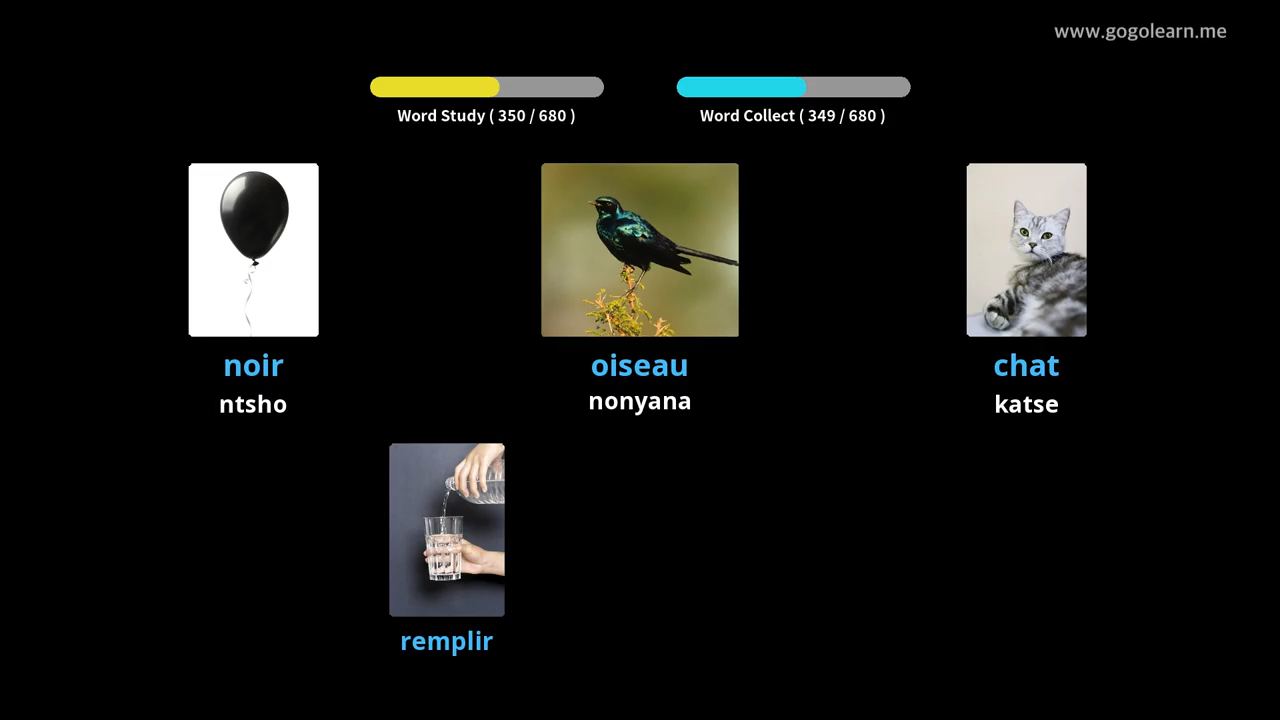 www.gogolearn.me
Word Study ( 350 / 680 )
Word Collect ( 349 / 680 )
noir
ntsho
oiseau
nonyana
chat
katse
remplir